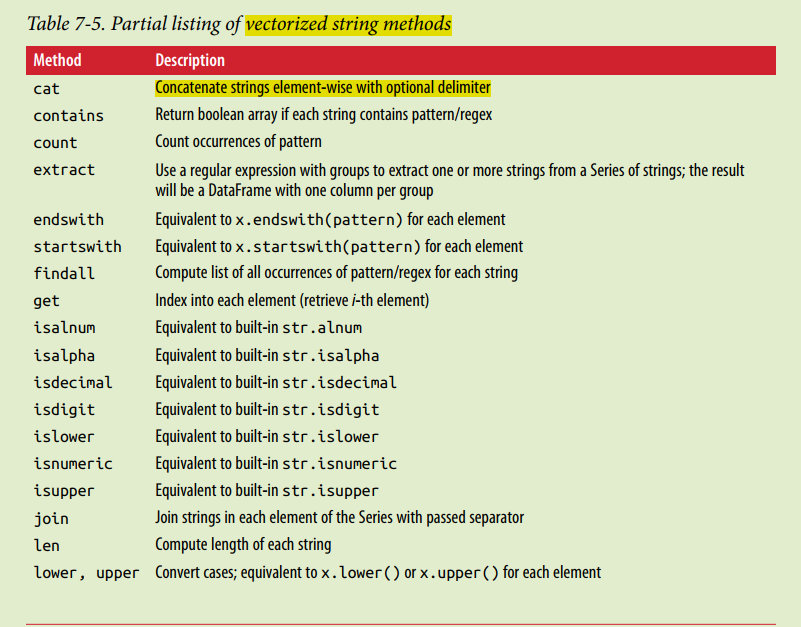 Table 7-5. Partial listing of vectorized string methods
Method Description
cat Concatenate strings element-wise with optional delimiter
contains Return boolean array if each string contains pattern/regex
count Count occurrences of pattern
extract Use a regular expression with groups to extract one or more strings from a Series of strings; the result
will be a DataFrame with one column per group
endswith Equivalent to x.endswith(pattern) for each element
startswith Equivalent to x.startswith(pattern) for each element
findall Compute list of all occurrences of pattern/regex for each string
get Index into each element (retrieve i-th element)
isalnum Equivalent to built-in str.alnum
isalpha Equivalent to built-in str.isalpha
isdecimal Equivalent to built-in str.isdecimal
isdigit Equivalent to built-in str.isdigit
islower Equivalent to built-in str.islower
isnumeric Equivalent to built-in str.isnumeric
isupper Equivalent to built-in str.isupper
join Join strings in each element of the Series with passed separator
len Compute length of each string
lower, upper Convert cases; equivalent to x.lower() or x.upper() for each element